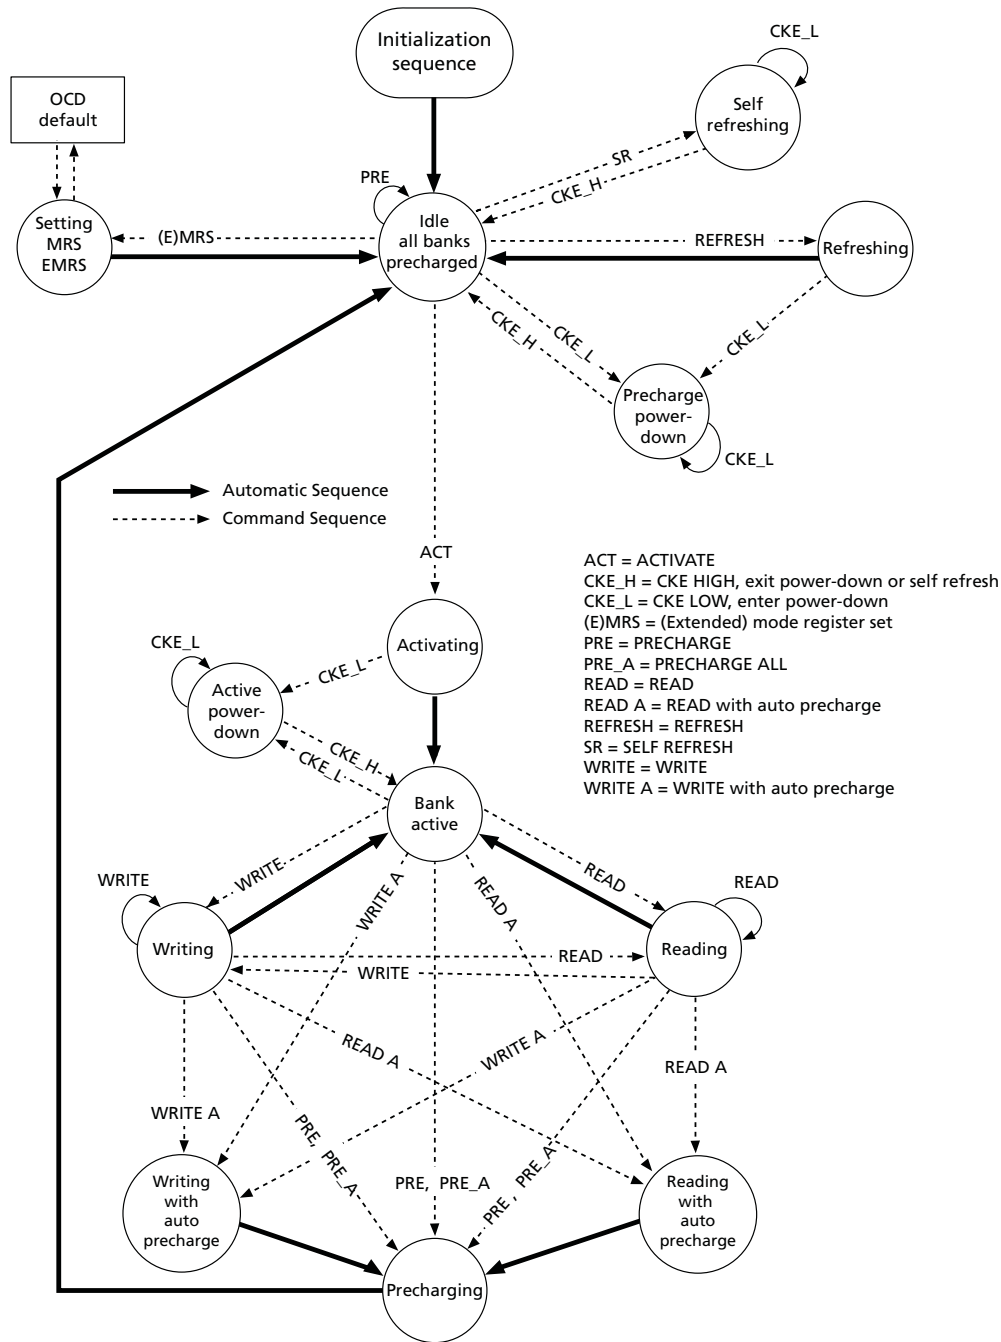 Initialization
sequence
CKE_L
OCD
default
Self
refreshing
SR
CKE_H
PRE
Setting
MRS
EMRS
(E)MRS
Idle
all banks
precharged
REFRESH
Refreshing
CKE_L
CKE_H
CKE_L
Precharge
power-
down
CKE_L
Automatic Sequence
Command Sequence
ACT
ACT = ACTIVATE
CKE_H = CKE HIGH, exit power-down or self refresh
CKE_L = CKE LOW, enter power-down
(E)MRS = (Extended) mode register set
PRE = PRECHARGE
PRE_A = PRECHARGE ALL
READ = READ
READ A = READ with auto precharge
REFRESH = REFRESH
SR = SELF REFRESH
WRITE = WRITE
WRITE A = WRITE with auto precharge
Activating
CKE_L
CKE_L
Active
power-
down
CKE_H
CKE_L
Bank
active
WRITE
READ
WRITE
READ
WRITE A
READ A
Writing
READ
WRITE
Reading
READ A
WRITE A
READ A
WRITE A
PRE, PRE_A
PRE, PRE_A
PRE, PRE_A
Writing
with
auto
precharge
Reading
with
auto
precharge
Precharging